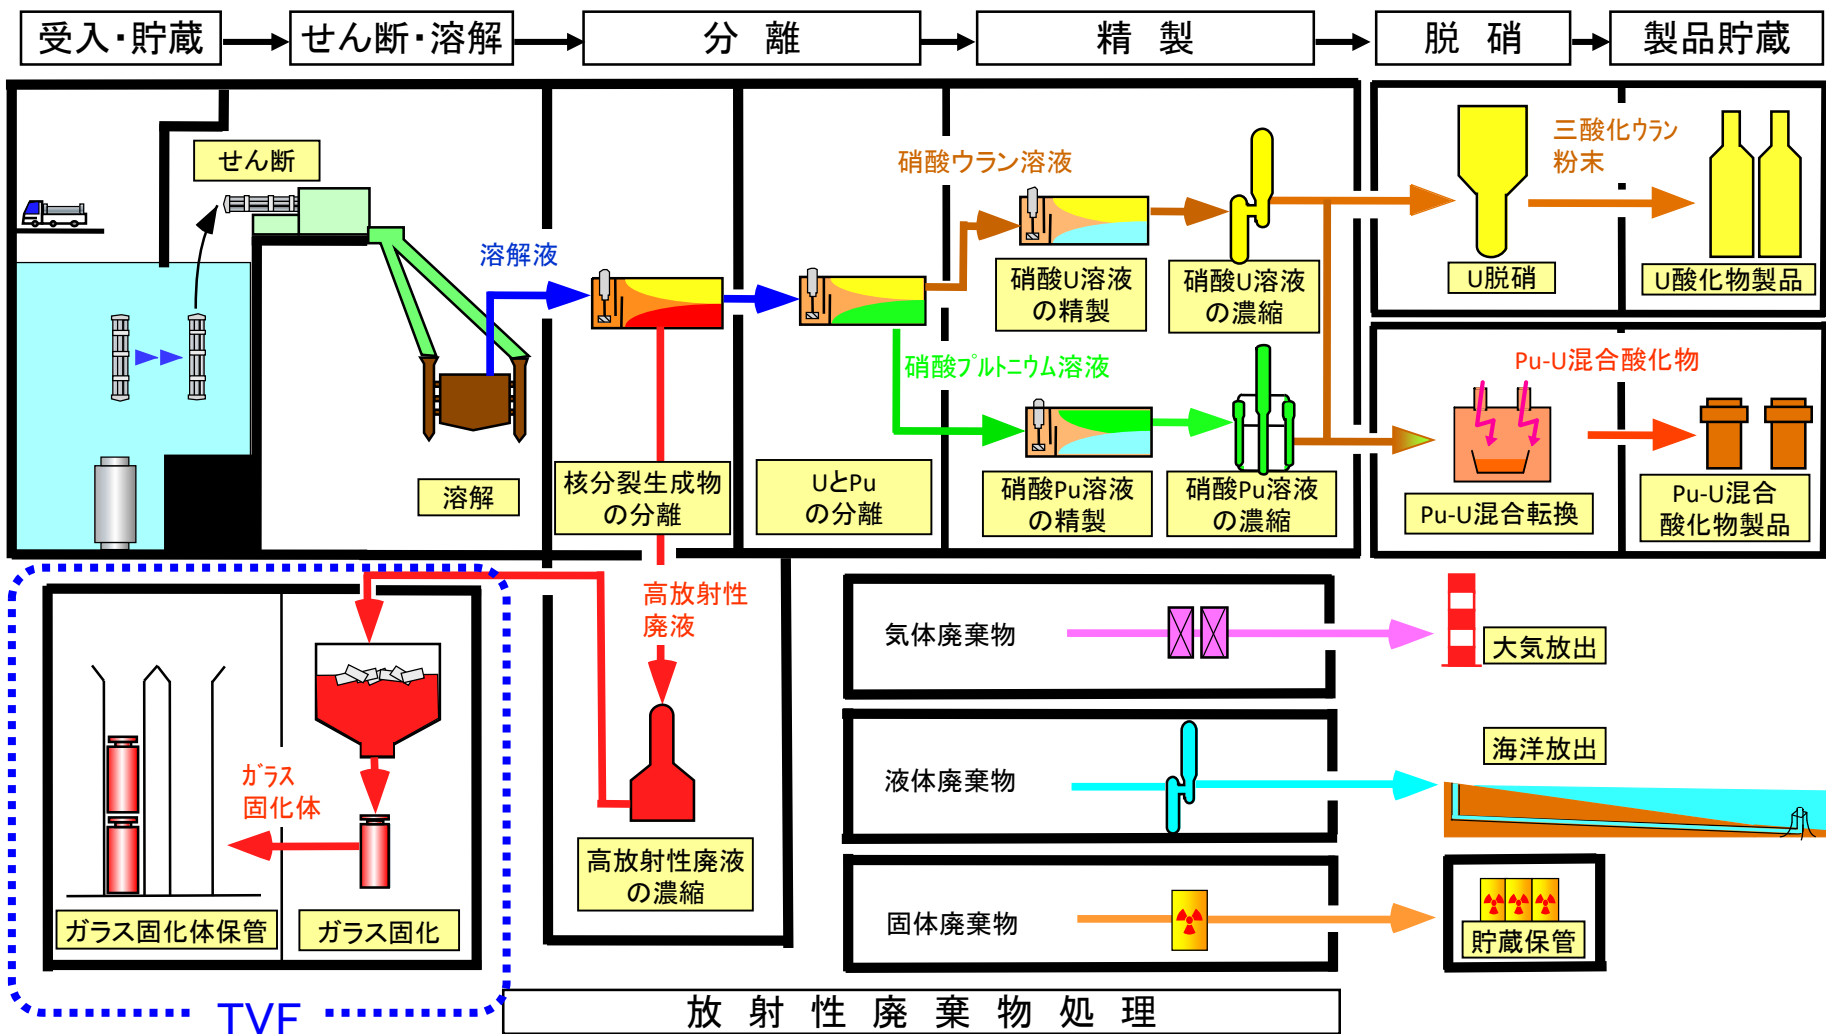 受入・貯蔵
せん断・溶解
分離
精製
脱硝
製品貯蔵
せん断
溶解液
溶解
核分裂生成物
の分離
UとPu
の分離
硝酸ウラン溶液
硝酸U溶液
の精製
硝酸U溶液
の濃縮
硝酸プルトニウム溶液
硝酸Pu溶液
の精製
硝酸Pu溶液
の濃縮
三酸化ウラン
粉末
U脱硝
U酸化物製品
Pu-U混合酸化物
Pu-U混合転換
Pu-U混合
酸化物製品
高放射性
廃液
高放射性廃液
の濃縮
ガラス
固化体
ガラス固化体保管
ガラス固化
TVF
気体廃棄物
大気放出
液体廃棄物
海洋放出
固体廃棄物
貯蔵保管
放射性廃棄物処理